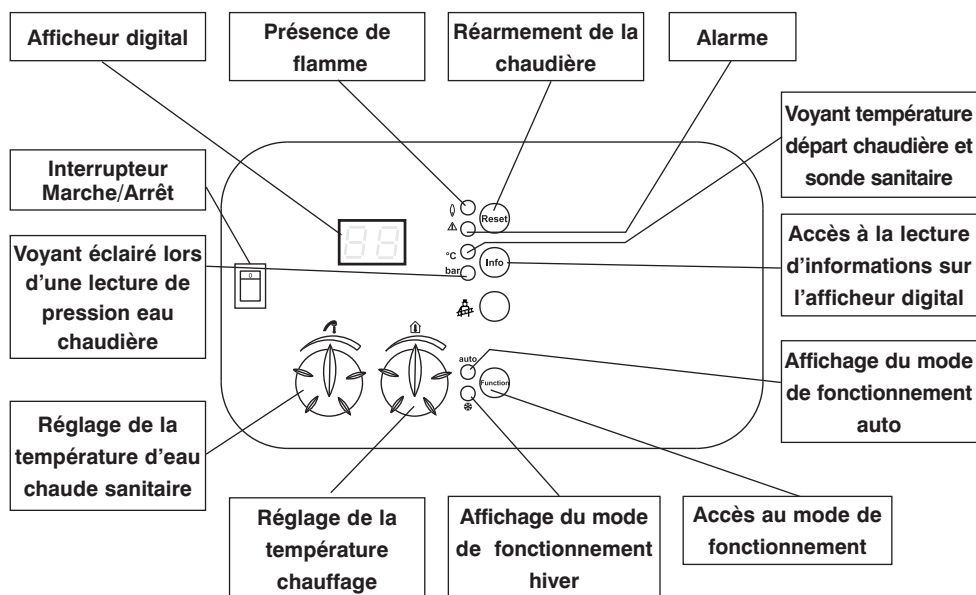 Afficheur digital
Présence de
flamme
Réarmement de la
chaudière
Alarme
Voyant température
départ chaudière et
sonde sanitaire
Interrupteur
Marche/Arrêt
Voyant éclairé lors
d'une lecture de
pression eau
chaudière
Accès à la lecture
d'informations sur
l'afficheur digital
88
Reset
°C
bar
Info
0
auto
Function
Affichage du mode
de fonctionnement
auto
Réglage de la
température d'eau
chaude sanitaire
Réglage de la
température
chauffage
Affichage du mode
de fonctionnement
hiver
Accès au mode de
fonctionnement